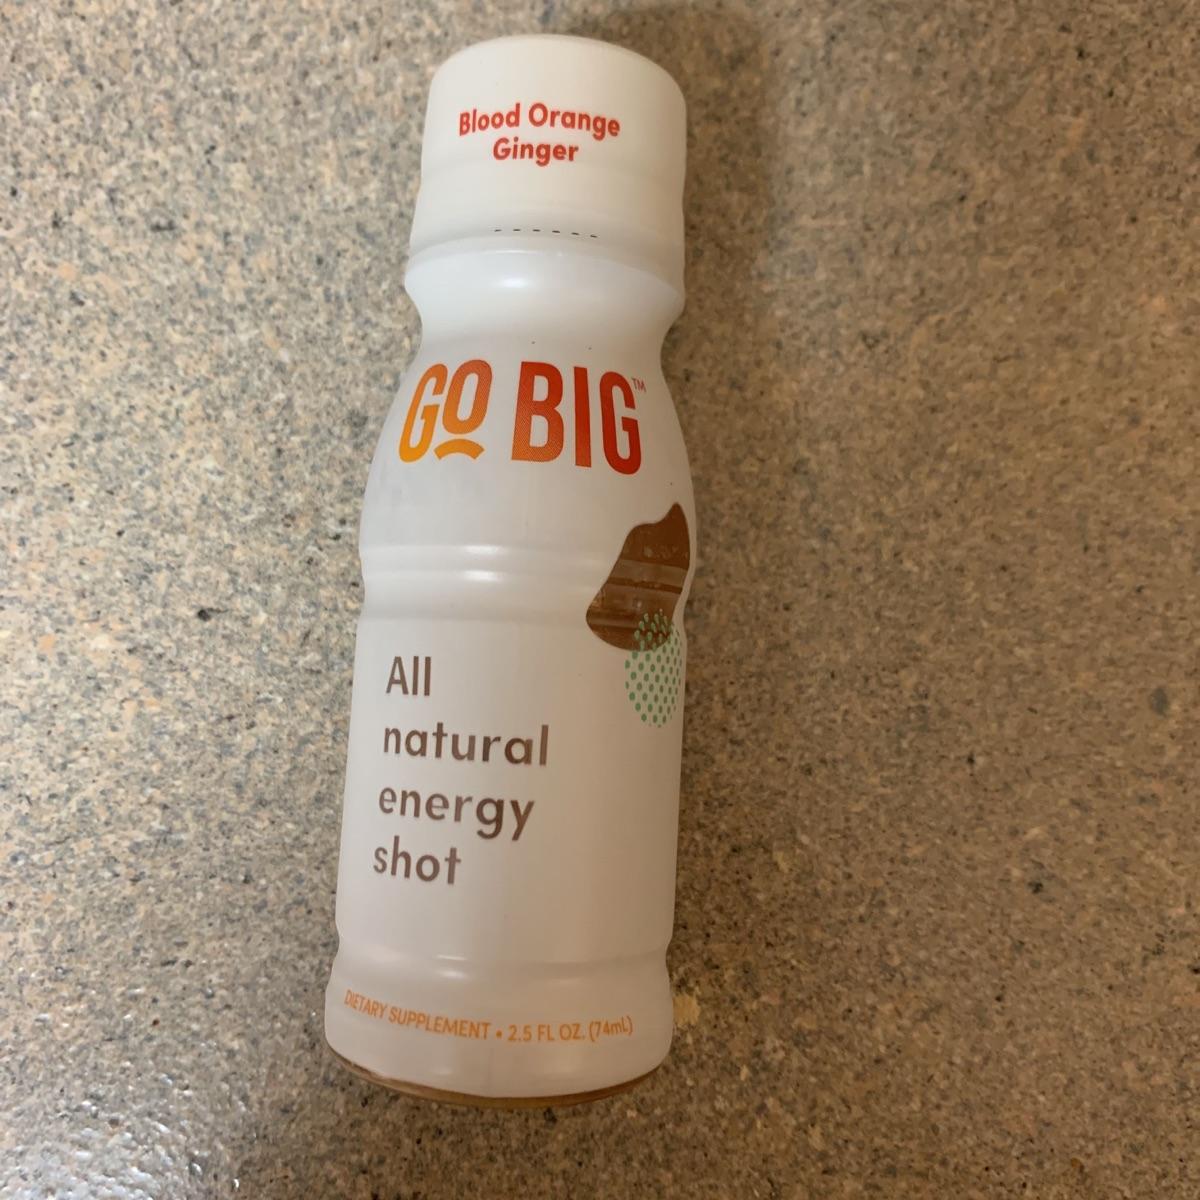 Blood Orange
Ginger
GO BIG™
All
natural
energy
shot
DIETARY SUPPLEMENT • 2.5 FL OZ. (74mL)